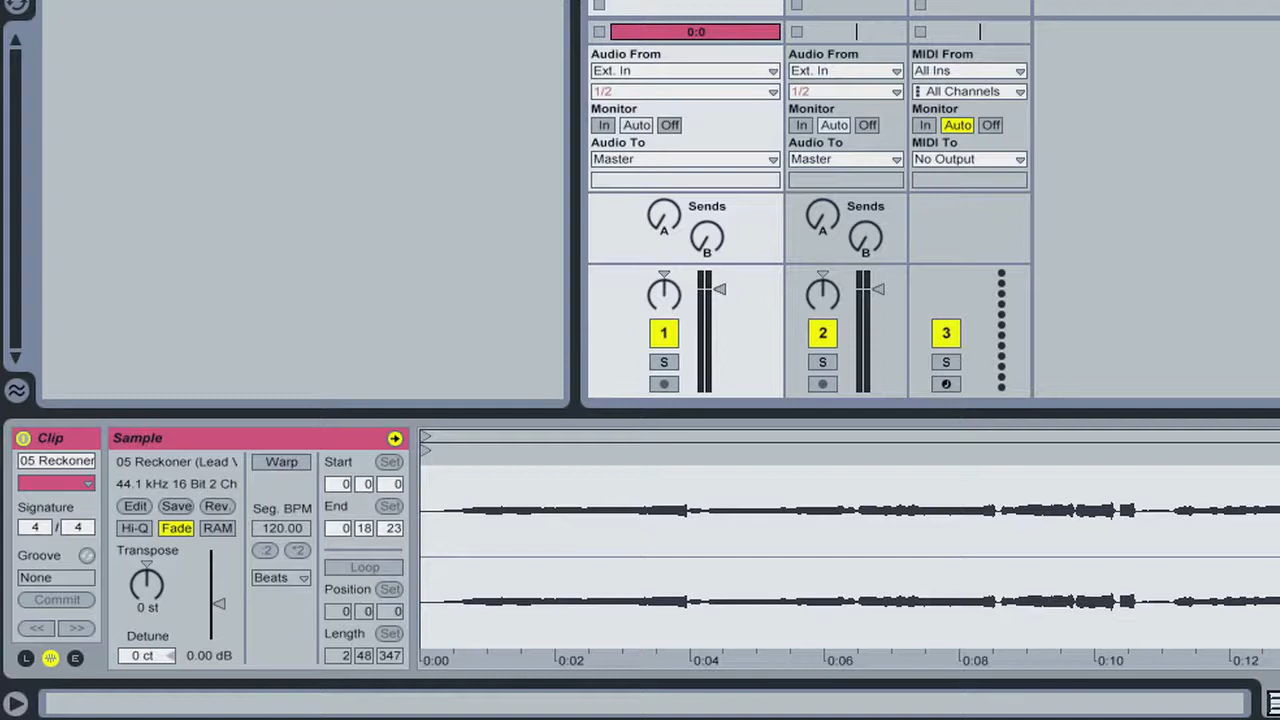 0:0
Audio From
Audio From
MIDI From
Ext. In
Ext. In
All Ins
1/2
1/2
All Channels
Monitor
Monitor
Monitor
In Auto Off
In Auto Off
In Auto Off
Audio To
Audio To
MIDI To
Master
Master
No Output
Sends
Sends
A
A
B
B
1
2
3
S
S
S
Clip
Sample
05 Reckoner
05 Reckoner (Lead V
Warp
Start
Set
44.1 kHz 16 Bit 2 Ch
0 0 0
Signature
Edit Save Rev.
Seg. BPM
End
Set
4 / 4
Hi-Q Fade RAM
120.00
0 18 23
Groove
Transpose
:2 *2
Loop
None
Beats
Position
Set
Commit
0 st
0 0 0
<< >>
Detune
Length
Set
L E
0 ct
0.00 dB
2 48 347
0:00
0:02
0:04
0:06
0:08
0:10
0:12